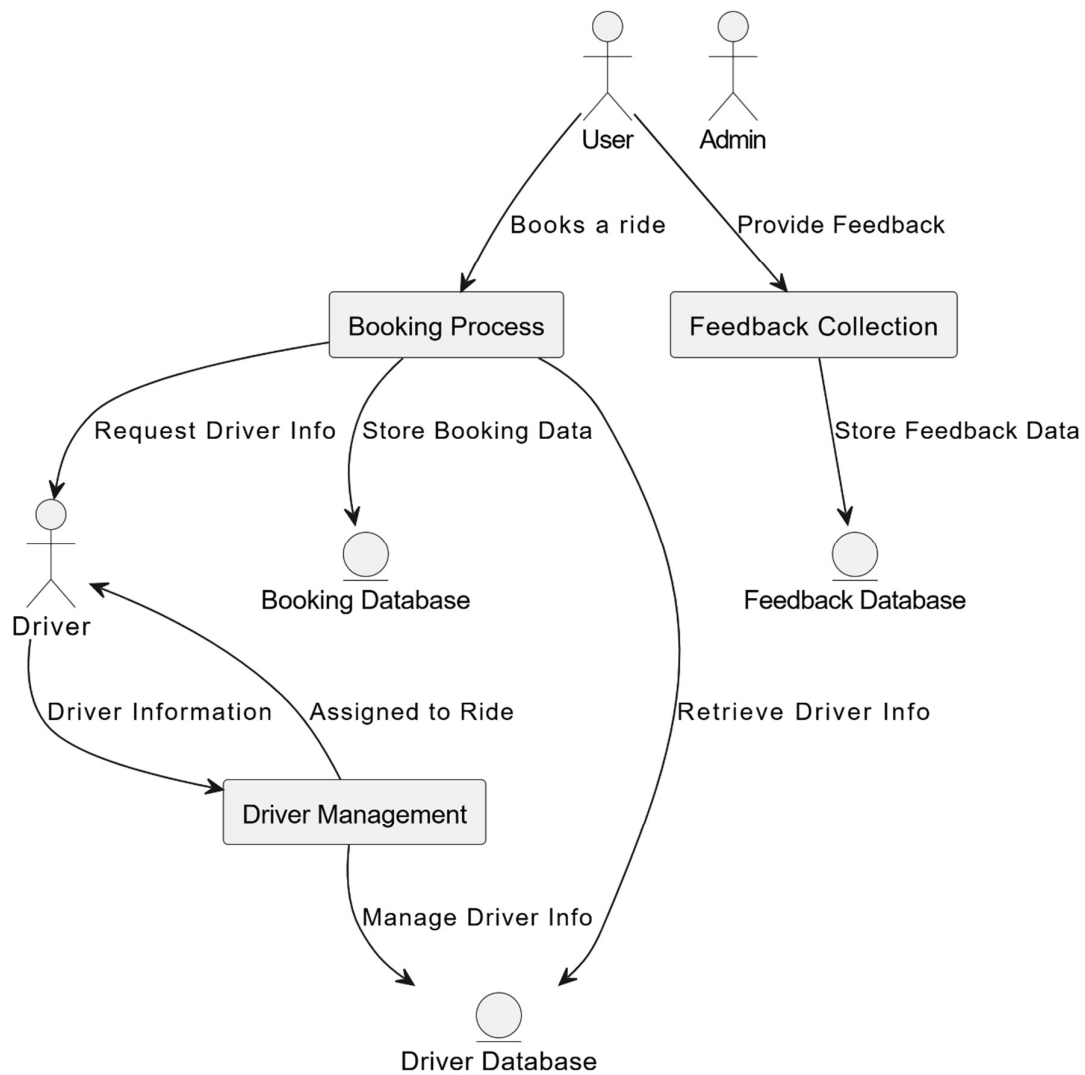 User
Admin
Books a ride
Provide Feedback
Booking Process
Feedback Collection
Request Driver Info
Store Booking Data
Store Feedback Data
Booking Database
Feedback Database
Driver
Driver Information
Assigned to Ride
Retrieve Driver Info
Driver Management
Manage Driver Info
Driver Database